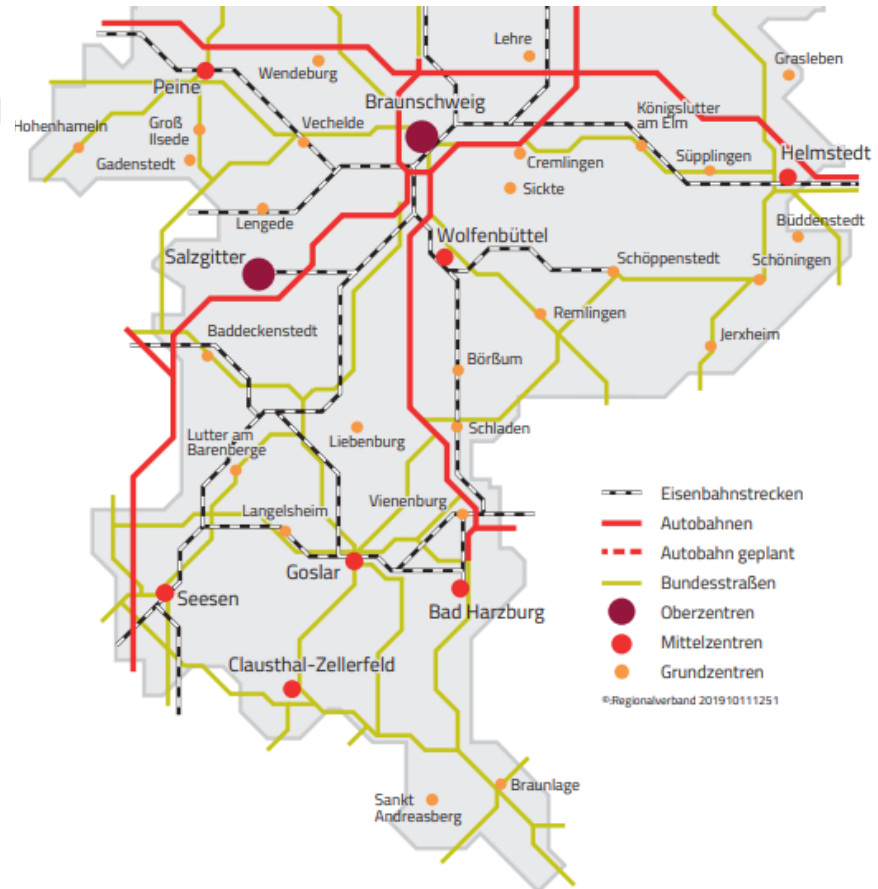 Lehre
Grasleben
Wendeburg
Peine
Braunschweig
Königslutter
am Elm
Hohenhameln
Groß
Ilsede
Vechelde
Gadenstedt
Cremlingen
Süpplingen
Helmstedt
Sickte
Lengede
Büddenstedt
Wolfenbüttel
Salzgitter
Schöppenstedt
Schöningen
Remlingen
Baddeckenstedt
Jerxheim
Börßum
Lutter am
Barenberge
Liebenburg
Schladen
Langelsheim
Vienenburg
Goslar
Seesen
Bad Harzburg
Clausthal-Zellerfeld
Sankt
Andreasberg
Braunlage
Eisenbahnstrecken
Autobahnen
Autobahn geplant
Bundesstraßen
Oberzentren
Mittelzentren
Grundzentren
©:Regionalverband 201910111251